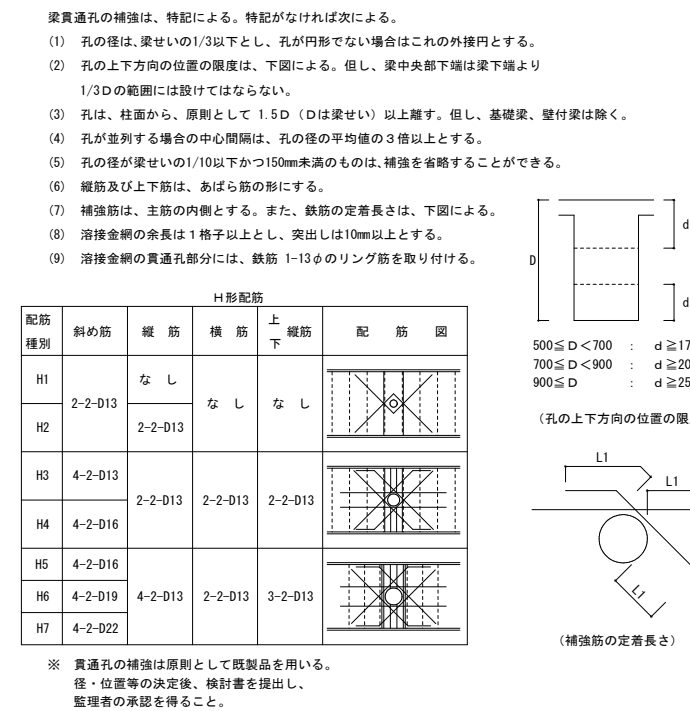 梁貫通孔の補強は、特記による。特記がなければ次による。
(1) 孔の径は、梁せいの1/3以下とし、孔が円形でない場合はこれの外接円とする。
(2) 孔の上下方向の位置の限度は、下図による。但し、梁中央部下端は梁下端より
1/3Dの範囲には設けてはならない。
(3) 孔は、柱面から、原則として 1.5D（Dは梁せい）以上離す。但し、基礎梁、壁付梁は除く。
(4) 孔が並列する場合の中心間隔は、孔の径の平均値の３倍以上とする。
(5) 孔の径が梁せいの1/10以下かつ150mm未満のものは、補強を省略することができる。
(6) 縦筋及び上下筋は、あばら筋の形にする。
(7) 補強筋は、主筋の内側とする。また、鉄筋の定着長さは、下図による。
(8) 溶接金網の余長は１格子以上とし、突出しは10mm以上とする。
(9) 溶接金網の貫通孔部分には、鉄筋 1-13φのリング筋を取り付ける。
H形配筋
配筋種別 斜め筋 縦 筋 横 筋 上下縦筋 配 筋 図
H1 2-2-D13 な し な し な し
H2 2-2-D13
H3 4-2-D13 2-2-D13 2-2-D13 2-2-D13
H4 4-2-D16
H5 4-2-D16 4-2-D13 2-2-D13 3-2-D13
H6 4-2-D19
H7 4-2-D22
※ 貫通孔の補強は原則として既製品を用いる。
径・位置等の決定後、検討書を提出し、
監理者の承認を得ること。
D
d
d
500≦D＜700 : d≧17
700≦D＜900 : d≧20
900≦D : d≧25
（孔の上下方向の位置の限
L1
L1
L1
（補強筋の定着長さ）